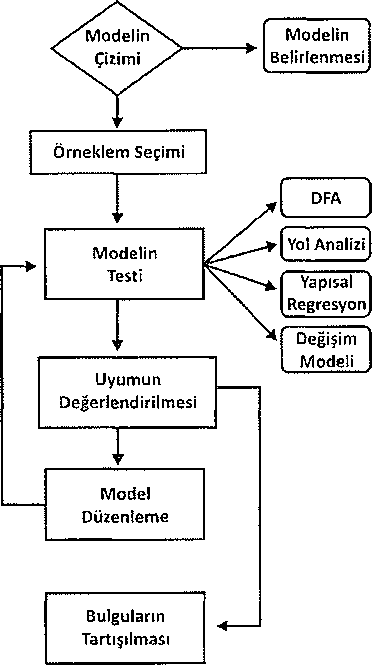 Modelin
Çizimi
Modelin
Belirlenmesi
Örneklem Seçimi
Modelin
Testi
DFA
Yol Analizi
Yapısal
Regresyon
Değişim
Modeli
Uyumun
Değerlendirilmesi
Model
Düzenleme
Bulguların
Tartışılması